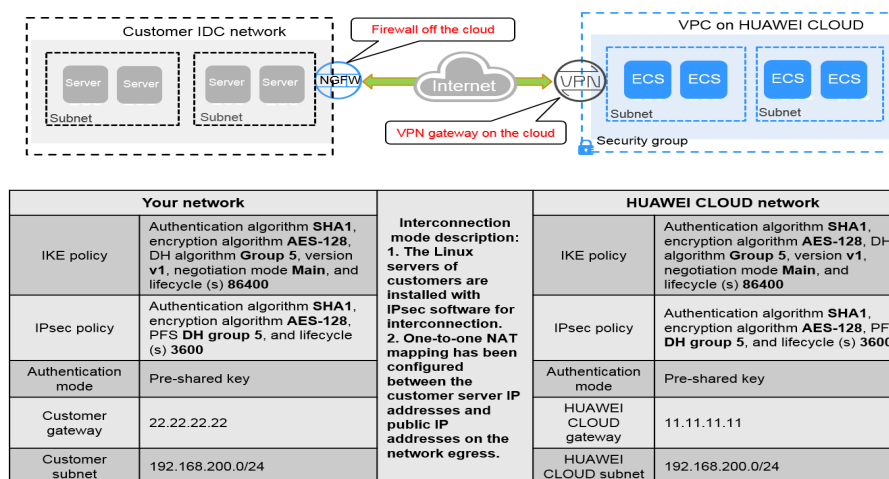 Customer IDC network
Firewall off the cloud
VPC on HUAWEI CLOUD
Server
Server
Server
Server
NGFW
Internet
VPN
ECS
ECS
ECS
ECS
Subnet
Subnet
Subnet
Subnet
VPN gateway on the cloud
Security group
Your network
Interconnection
mode description:
1. The Linux
servers of
customers are
installed with
IPsec software for
interconnection.
2. One-to-one NAT
mapping has been
configured
between the
customer server IP
addresses and
public IP
addresses on the
network egress.
HUAWEI CLOUD network
IKE policy
Authentication algorithm SHA1,
encryption algorithm AES-128,
DH algorithm Group 5, version
v1, negotiation mode Main, and
lifecycle (s) 86400
IKE policy
Authentication algorithm SHA1,
encryption algorithm AES-128, DH
algorithm Group 5, version v1,
negotiation mode Main, and
lifecycle (s) 86400
IPsec policy
Authentication algorithm SHA1,
encryption algorithm AES-128,
PFS DH group 5, and lifecycle
(s) 3600
IPsec policy
Authentication algorithm SHA1,
encryption algorithm AES-128, PF
DH group 5, and lifecycle (s) 3600
Authentication
mode
Pre-shared key
Authentication
mode
Pre-shared key
Customer
gateway
22.22.22.22
HUAWEI
CLOUD
gateway
11.11.11.11
Customer
subnet
192.168.200.0/24
HUAWEI
CLOUD subnet
192.168.200.0/24